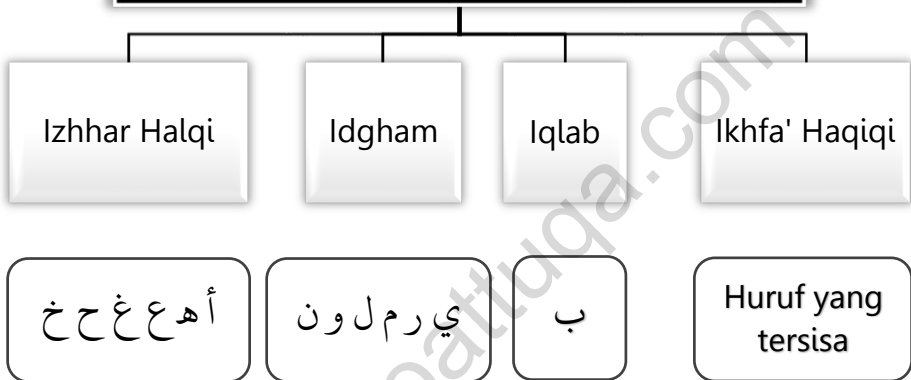 Izhhar Halqi
Idgham
Iqlab
Ikhfa' Haqiqi
أ ه ع غ ح خ
ي ر م ل و ن
ب
Huruf yang
tersisa